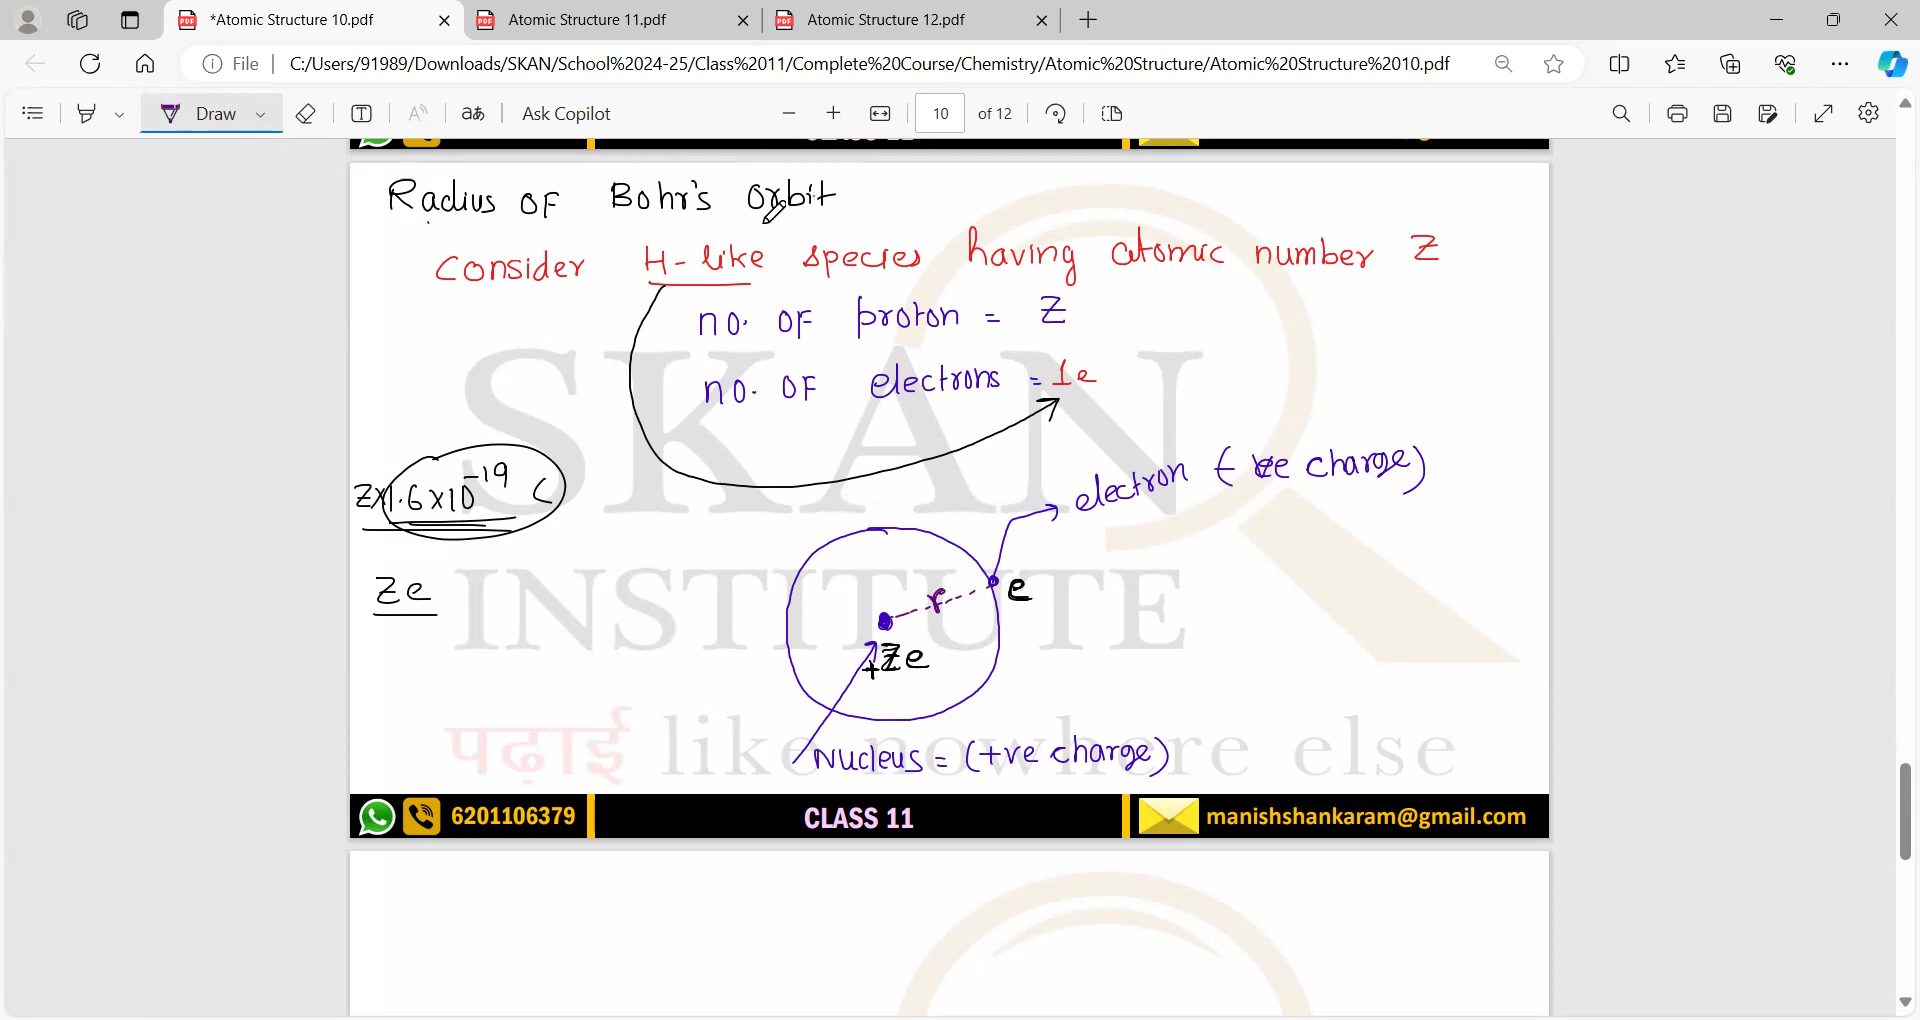 *Atomic Structure 10.pdf
Atomic Structure 11.pdf
Atomic Structure 12.pdf
File
C:/Users/91989/Downloads/SKAN/School%2024-25/Class%2011/Complete%20Course/Chemistry/Atomic%20Structure/Atomic%20Structure%2010.pdf
Draw
Ask Copilot
10 of 12
Radius OF Bohr's Orbit
Consider H-like species having atomic number Z
no. OF proton = Z
no. OF electrons = 1e
Z×1.6×10⁻¹⁹ C
electron (-ve charge)
Ze
r
e
+Ze
Nucleus = (+ve charge)
SKAN
INSTITUTE
पढ़ाई like nowhere else
6201106379
CLASS 11
manishshankaram@gmail.com